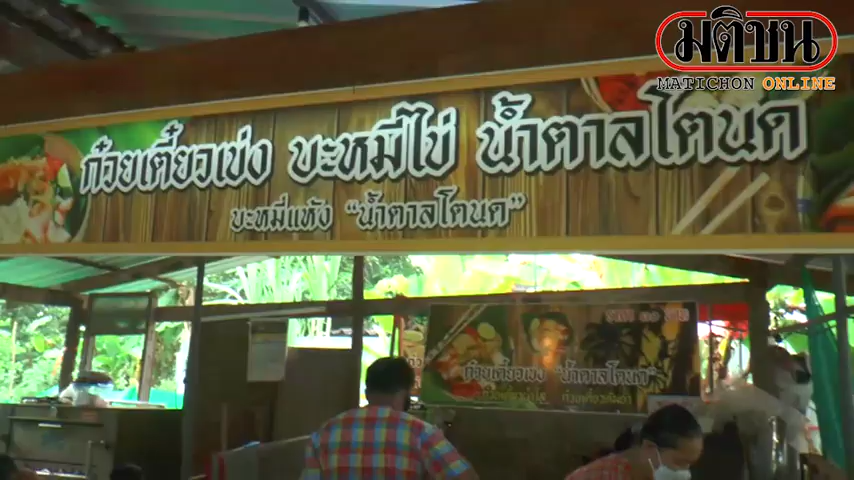 มติชน
MATICHON ONLINE
ก๋วยเตี๋ยวเข่ง บะหมี่ไข่ น้ำตาลโตนด
บะหมี่แห้ง "น้ำตาลโตนด"
ก๋วยเตี๋ยวเข่ง "น้ำตาลโตนด"